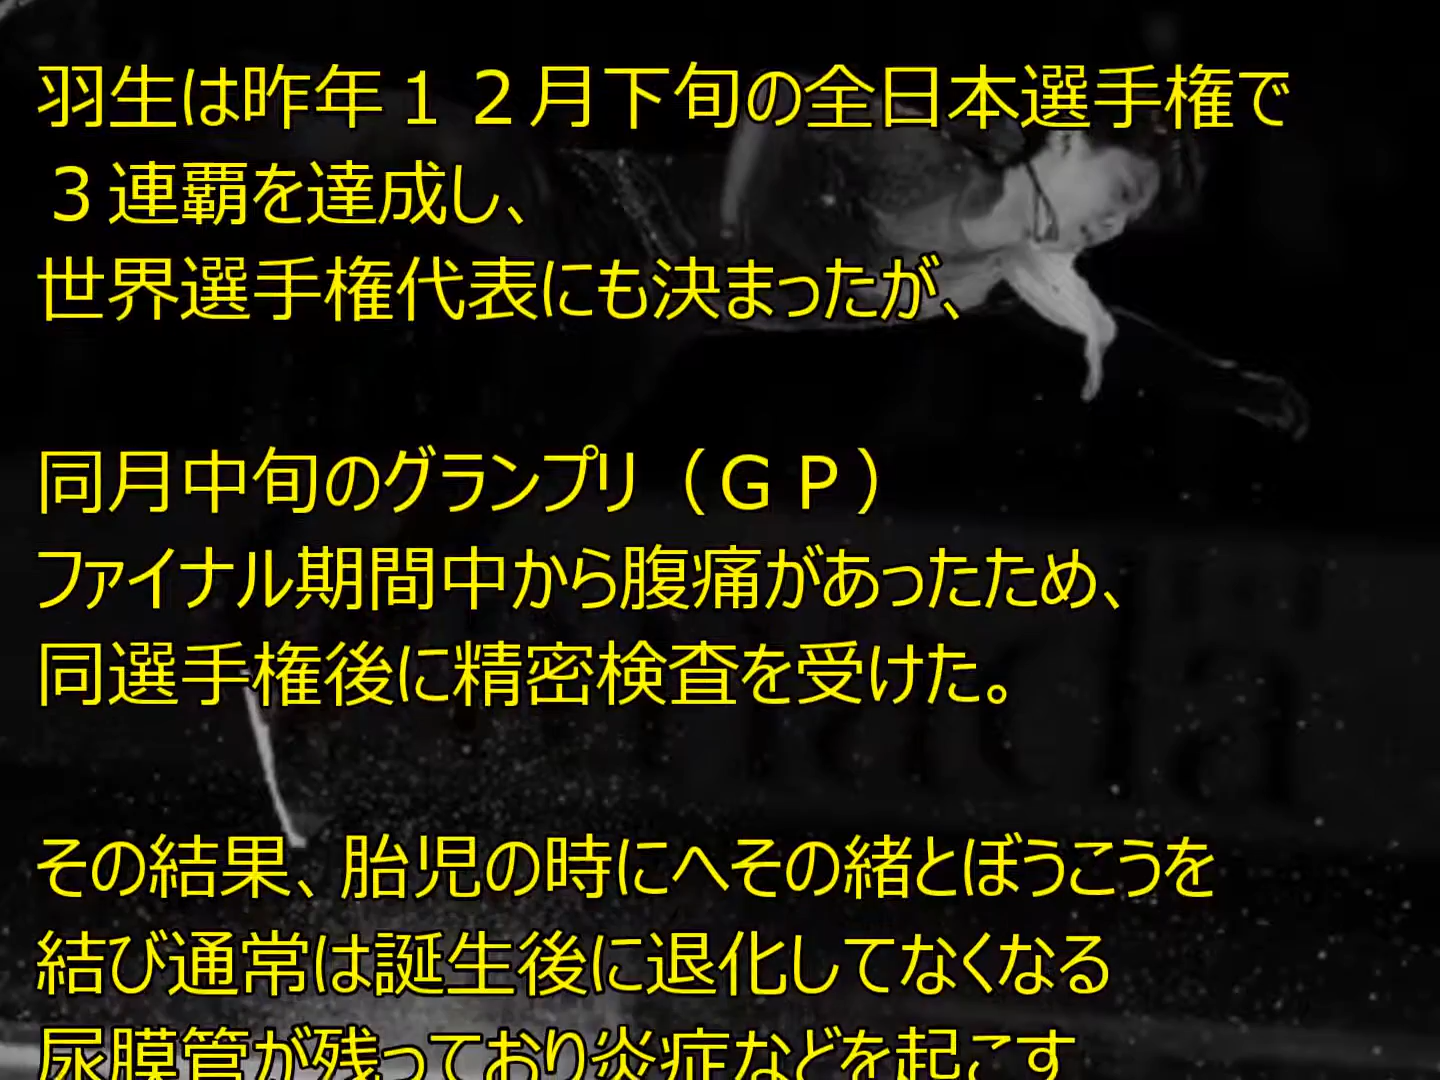 羽生は昨年１２月下旬の全日本選手権で
３連覇を達成し、
世界選手権代表にも決まったが、
同月中旬のグランプリ（ＧＰ）
ファイナル期間中から腹痛があったため、
同選手権後に精密検査を受けた。
その結果、胎児の時にへその緒とぼうこうを
結び通常は誕生後に退化してなくなる
尿膜管が残っており炎症などを起こす